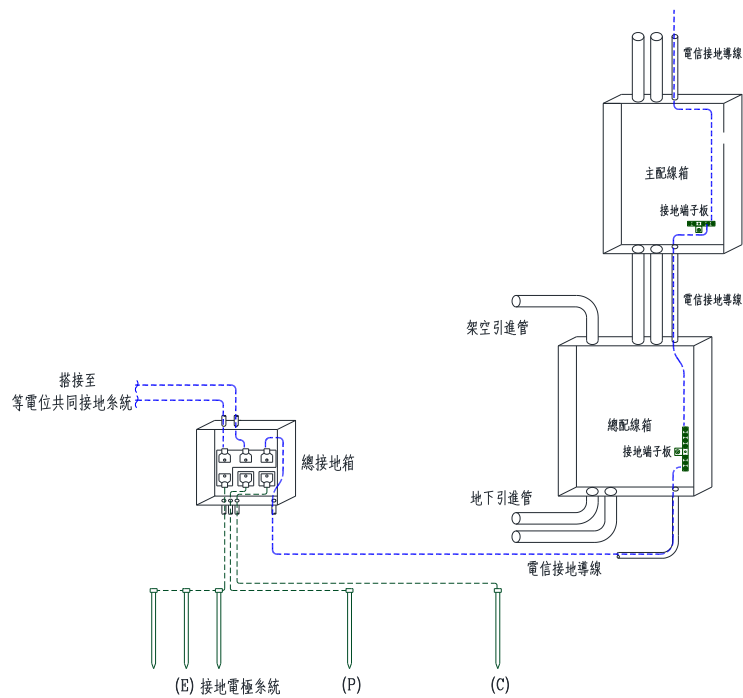 電信接地導線
主配線箱
接地端子板
電信接地導線
架空引進管
搭接至
等電位共同接地系統
總配線箱
接地端子板
總接地箱
地下引進管
電信接地導線
(E) 接地電極系統
(P)
(C)